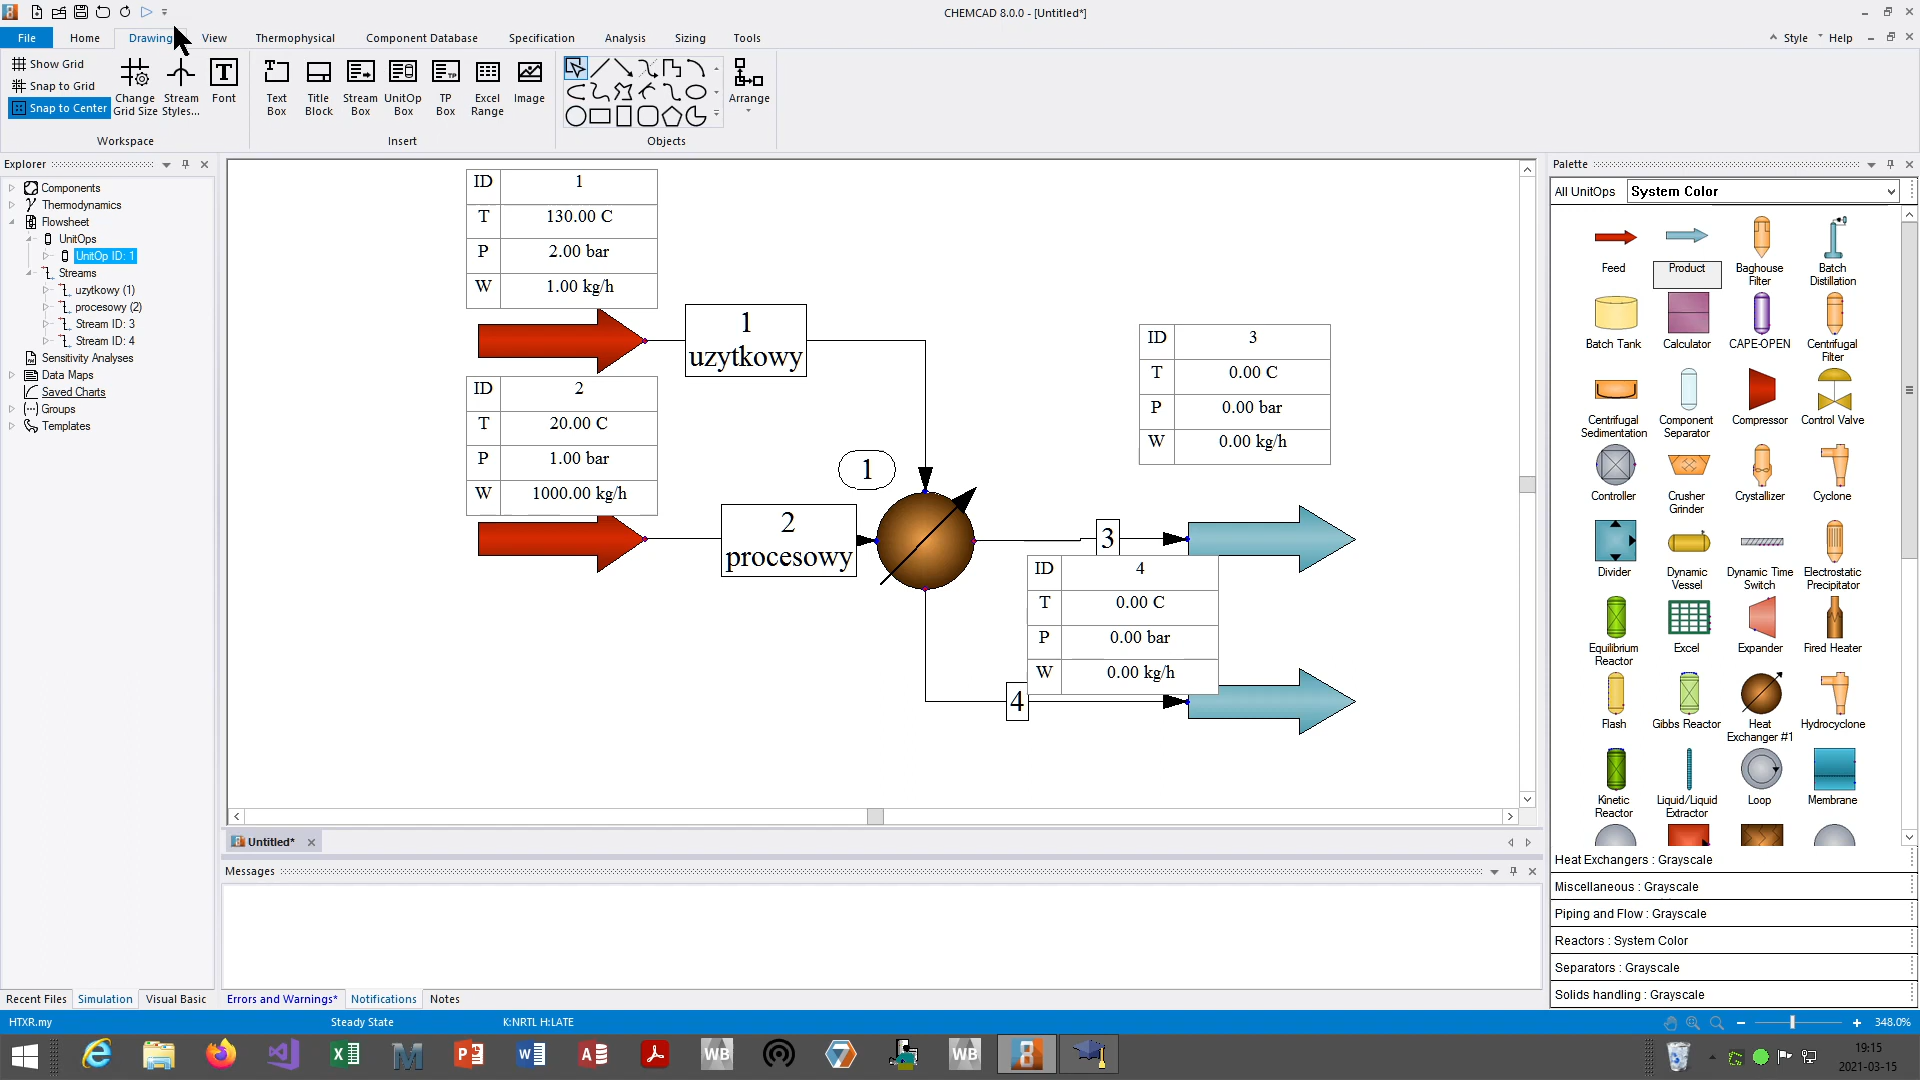 CHEMCAD 8.0.0 - [Untitled*]
File
Home
Drawing
View
Thermophysical
Component Database
Specification
Analysis
Sizing
Tools
Style
Help
Show Grid
Snap to Grid
Snap to Center
Change Grid Size
Stream Styles...
Font
Text Box
Title Block
Stream Box
UnitOp Box
TP Box
Excel Range
Image
Arrange
Workspace
Insert
Objects
Explorer
Components
Thermodynamics
Flowsheet
UnitOps
UnitOp ID: 1
Streams
uzytkowy (1)
procesowy (2)
Stream ID: 3
Stream ID: 4
Sensitivity Analyses
Data Maps
Saved Charts
Groups
Templates
ID 1
T 130.00 C
P 2.00 bar
W 1.00 kg/h
1
uzytkowy
ID 2
T 20.00 C
P 1.00 bar
W 1000.00 kg/h
2
procesowy
1
ID 3
T 0.00 C
P 0.00 bar
W 0.00 kg/h
3
ID 4
T 0.00 C
P 0.00 bar
W 0.00 kg/h
4
Untitled*
Messages
Palette
All UnitOps
System Color
Feed
Product
Baghouse Filter
Batch Distillation
Batch Tank
Calculator
CAPE-OPEN
Centrifugal Filter
Centrifugal Sedimentation
Component Separator
Compressor
Control Valve
Controller
Crusher Grinder
Crystallizer
Cyclone
Divider
Dynamic Vessel
Dynamic Time Switch
Electrostatic Precipitator
Equilibrium Reactor
Excel
Expander
Fired Heater
Flash
Gibbs Reactor
Heat Exchanger #1
Hydrocyclone
Kinetic Reactor
Liquid/Liquid Extractor
Loop
Membrane
Heat Exchangers : Grayscale
Miscellaneous : Grayscale
Piping and Flow : Grayscale
Reactors : System Color
Separators : Grayscale
Solids handling : Grayscale
Recent Files
Simulation
Visual Basic
Errors and Warnings*
Notifications
Notes
HTXR.my
Steady State
K:NRTL H:LATE
348.0%
WB
WB
19:15
2021-03-15